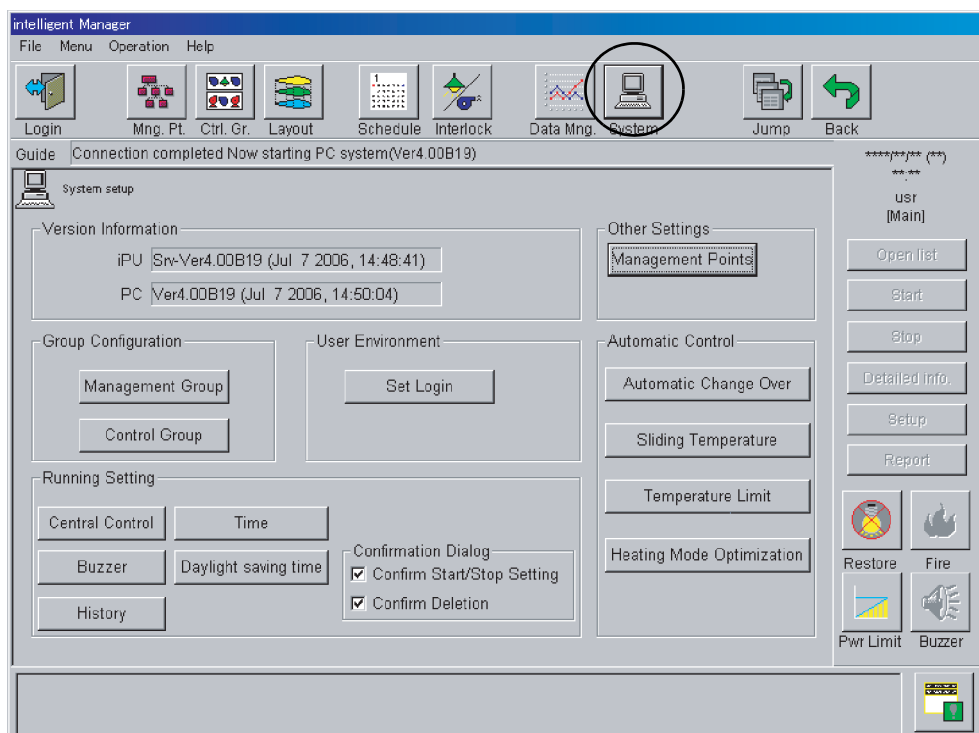 intelligent Manager
File Menu Operation Help
Login Mng. Pt. Ctrl. Gr. Layout Schedule Interlock Data Mng. System Jump Back
1
Guide Connection completed Now starting PC system(Ver4.00B19)
****/**/** (**)
**:**
usr
[Main]
System setup
Version Information
iPU Srv-Ver4.00B19 (Jul 7 2006, 14:48:41)
PC Ver4.00B19 (Jul 7 2006, 14:50:04)
Other Settings
Management Points
Group Configuration
Management Group
Control Group
User Environment
Set Login
Automatic Control
Automatic Change Over
Sliding Temperature
Temperature Limit
Heating Mode Optimization
Running Setting
Central Control Time
Buzzer Daylight saving time
History
Confirmation Dialog
Confirm Start/Stop Setting
Confirm Deletion
Open list
Start
Stop
Detailed info.
Setup
Report
Restore Fire
Pwr Limit Buzzer